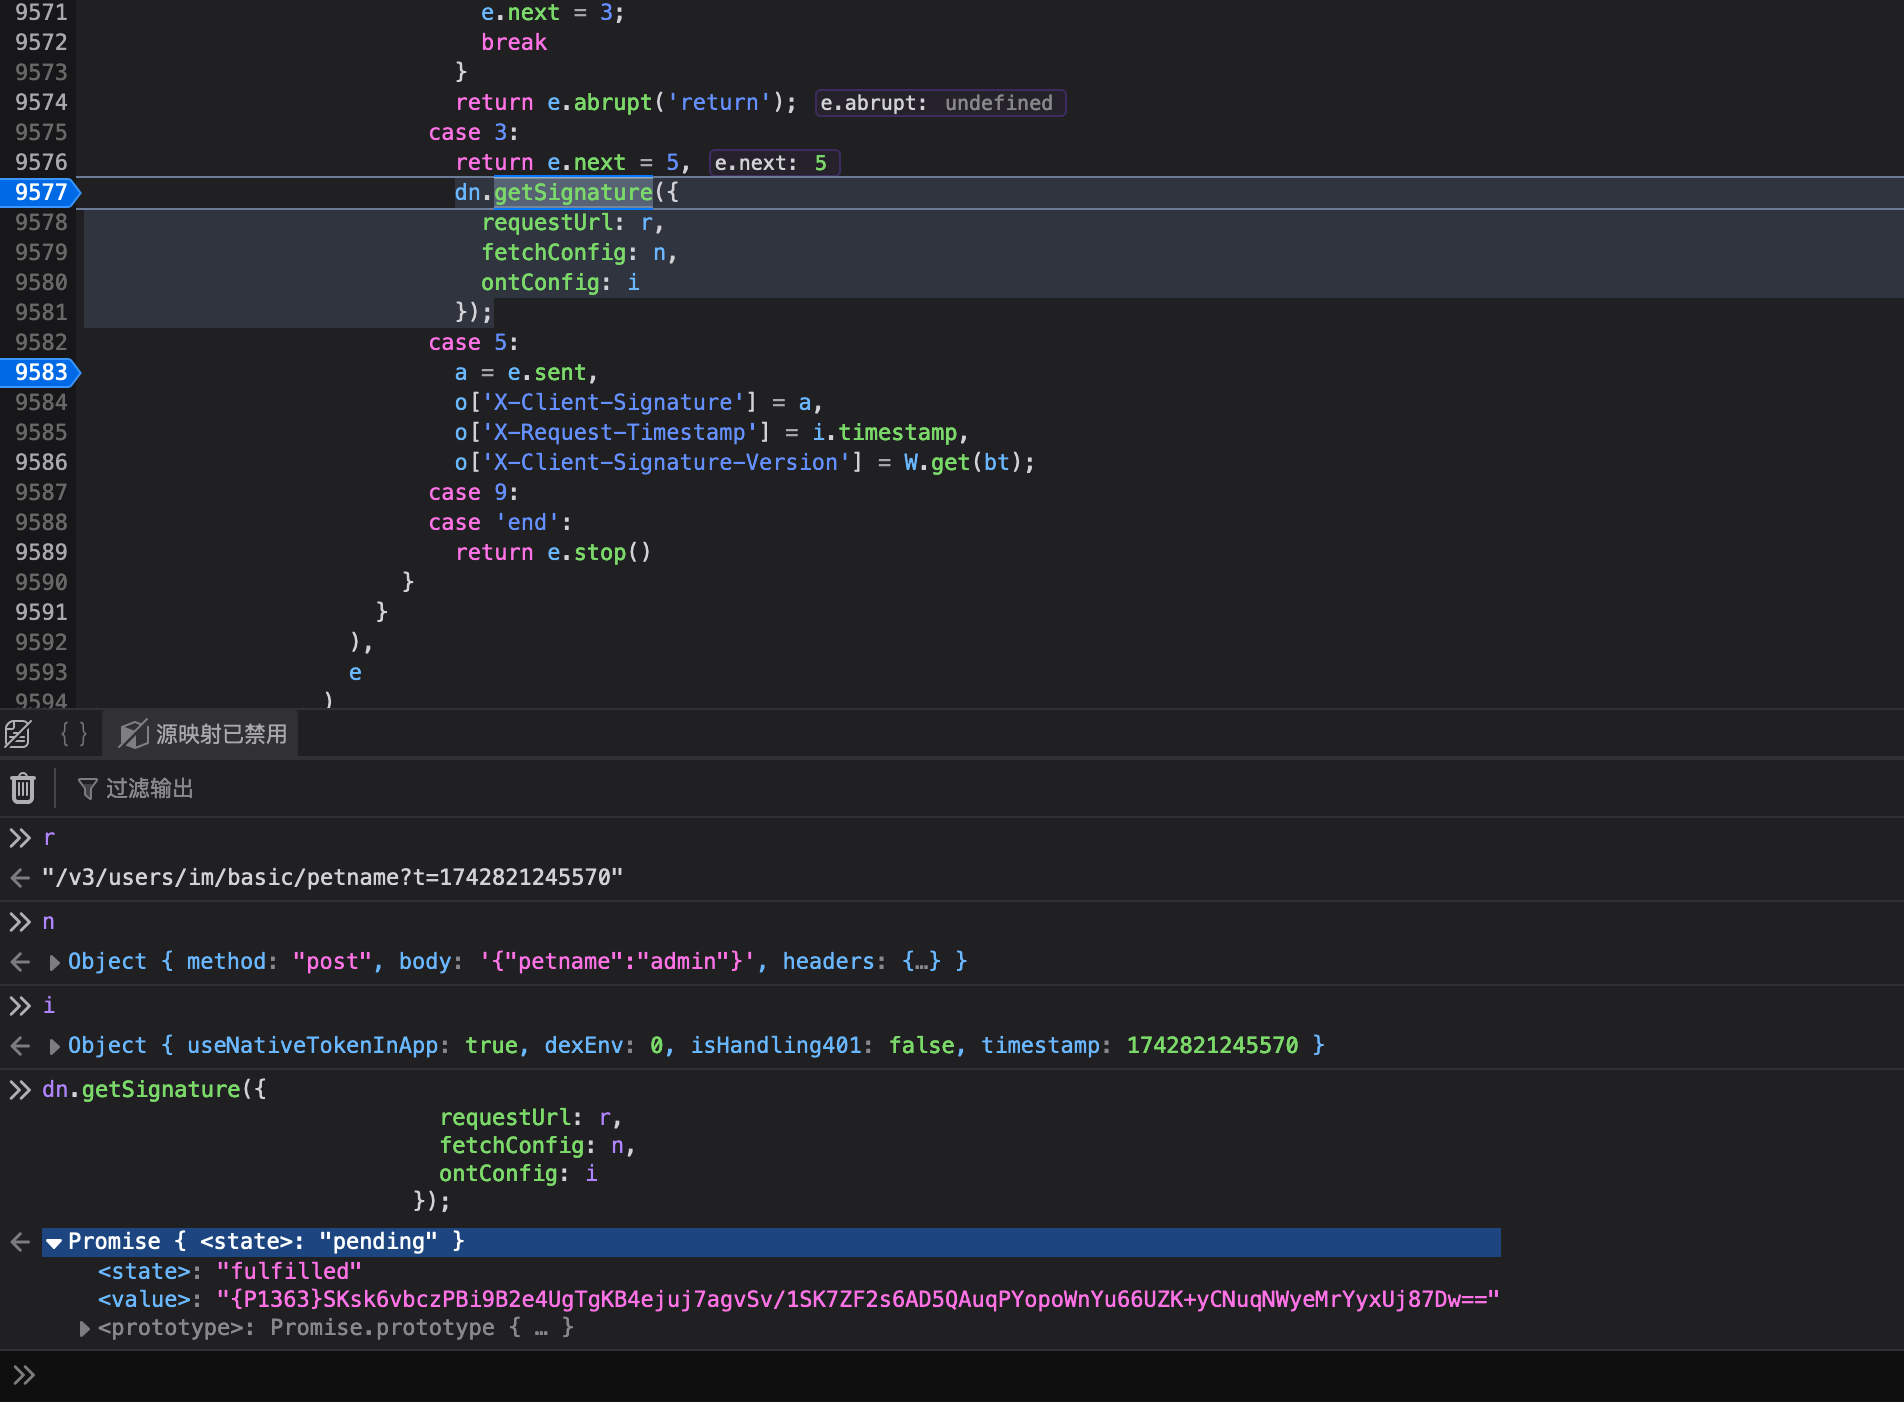 9571 e.next = 3;
9572 break
9573 }
9574 return e.abrupt('return'); e.abrupt: undefined
9575 case 3:
9576 return e.next = 5, e.next: 5
9577 dn.getSignature({
9578 requestUrl: r,
9579 fetchConfig: n,
9580 ontConfig: i
9581 });
9582 case 5:
9583 a = e.sent,
9584 o['X-Client-Signature'] = a,
9585 o['X-Request-Timestamp'] = i.timestamp,
9586 o['X-Client-Signature-Version'] = W.get(bt);
9587 case 9:
9588 case 'end':
9589 return e.stop()
9590 }
9591 }
9592 ),
9593 e
9594 )
{ } 源映射已禁用
过滤输出
r
"/v3/users/im/basic/petname?t=1742821245570"
n
Object { method: "post", body: '{"petname":"admin"}', headers: {…} }
i
Object { useNativeTokenInApp: true, dexEnv: 0, isHandling401: false, timestamp: 1742821245570 }
dn.getSignature({
requestUrl: r,
fetchConfig: n,
ontConfig: i
});
Promise { <state>: "pending" }
<state>: "fulfilled"
<value>: "{P1363}SKsk6vbczPBi9B2e4UgTgKB4ejuj7agvSv/1SK7ZF2s6AD5QAuqPYopoWnYu66UZK+yCNuqNWyeMrYyxUj87Dw=="
<prototype>: Promise.prototype { … }